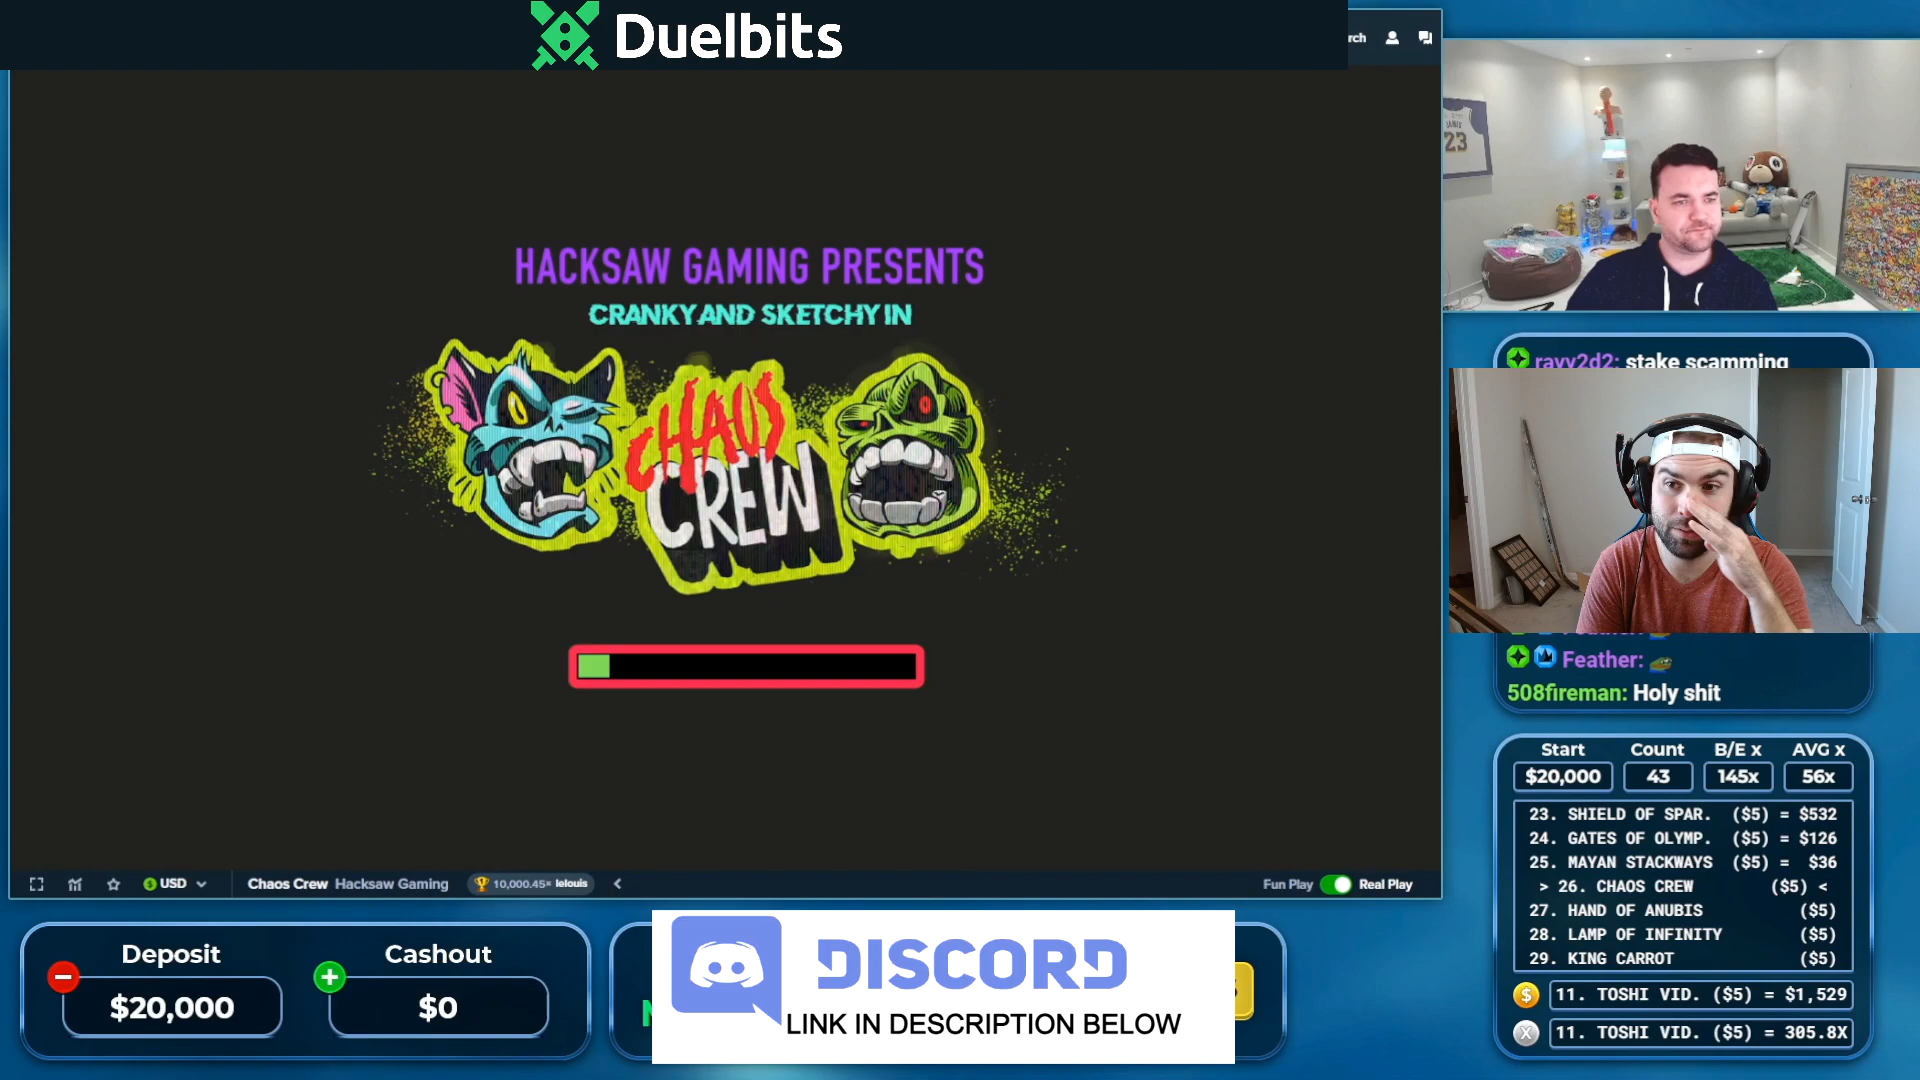 Duelbits
rch
JAMES
23
HACKSAW GAMING PRESENTS
CRANKY AND SKETCHY IN
CHAOS
CREW
ravy2d2: stake scamming
Feather:
508fireman: Holy shit
Start Count B/E x AVG x
$20,000 43 145x 56x
23. SHIELD OF SPAR. ($5) = $532
24. GATES OF OLYMP. ($5) = $126
25. MAYAN STACKWAYS ($5) = $36
> 26. CHAOS CREW ($5) <
27. HAND OF ANUBIS ($5)
28. LAMP OF INFINITY ($5)
29. KING CARROT ($5)
$ 11. TOSHI VID. ($5) = $1,529
X 11. TOSHI VID. ($5) = 305.8X
$ USD Chaos Crew Hacksaw Gaming 10,000.45× lelouis < Fun Play Real Play
Deposit
$20,000
Cashout
$0
DISCORD
LINK IN DESCRIPTION BELOW